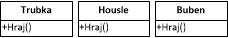 Trubka
+Hraj()
Housle
+Hraj()
Buben
+Hraj()